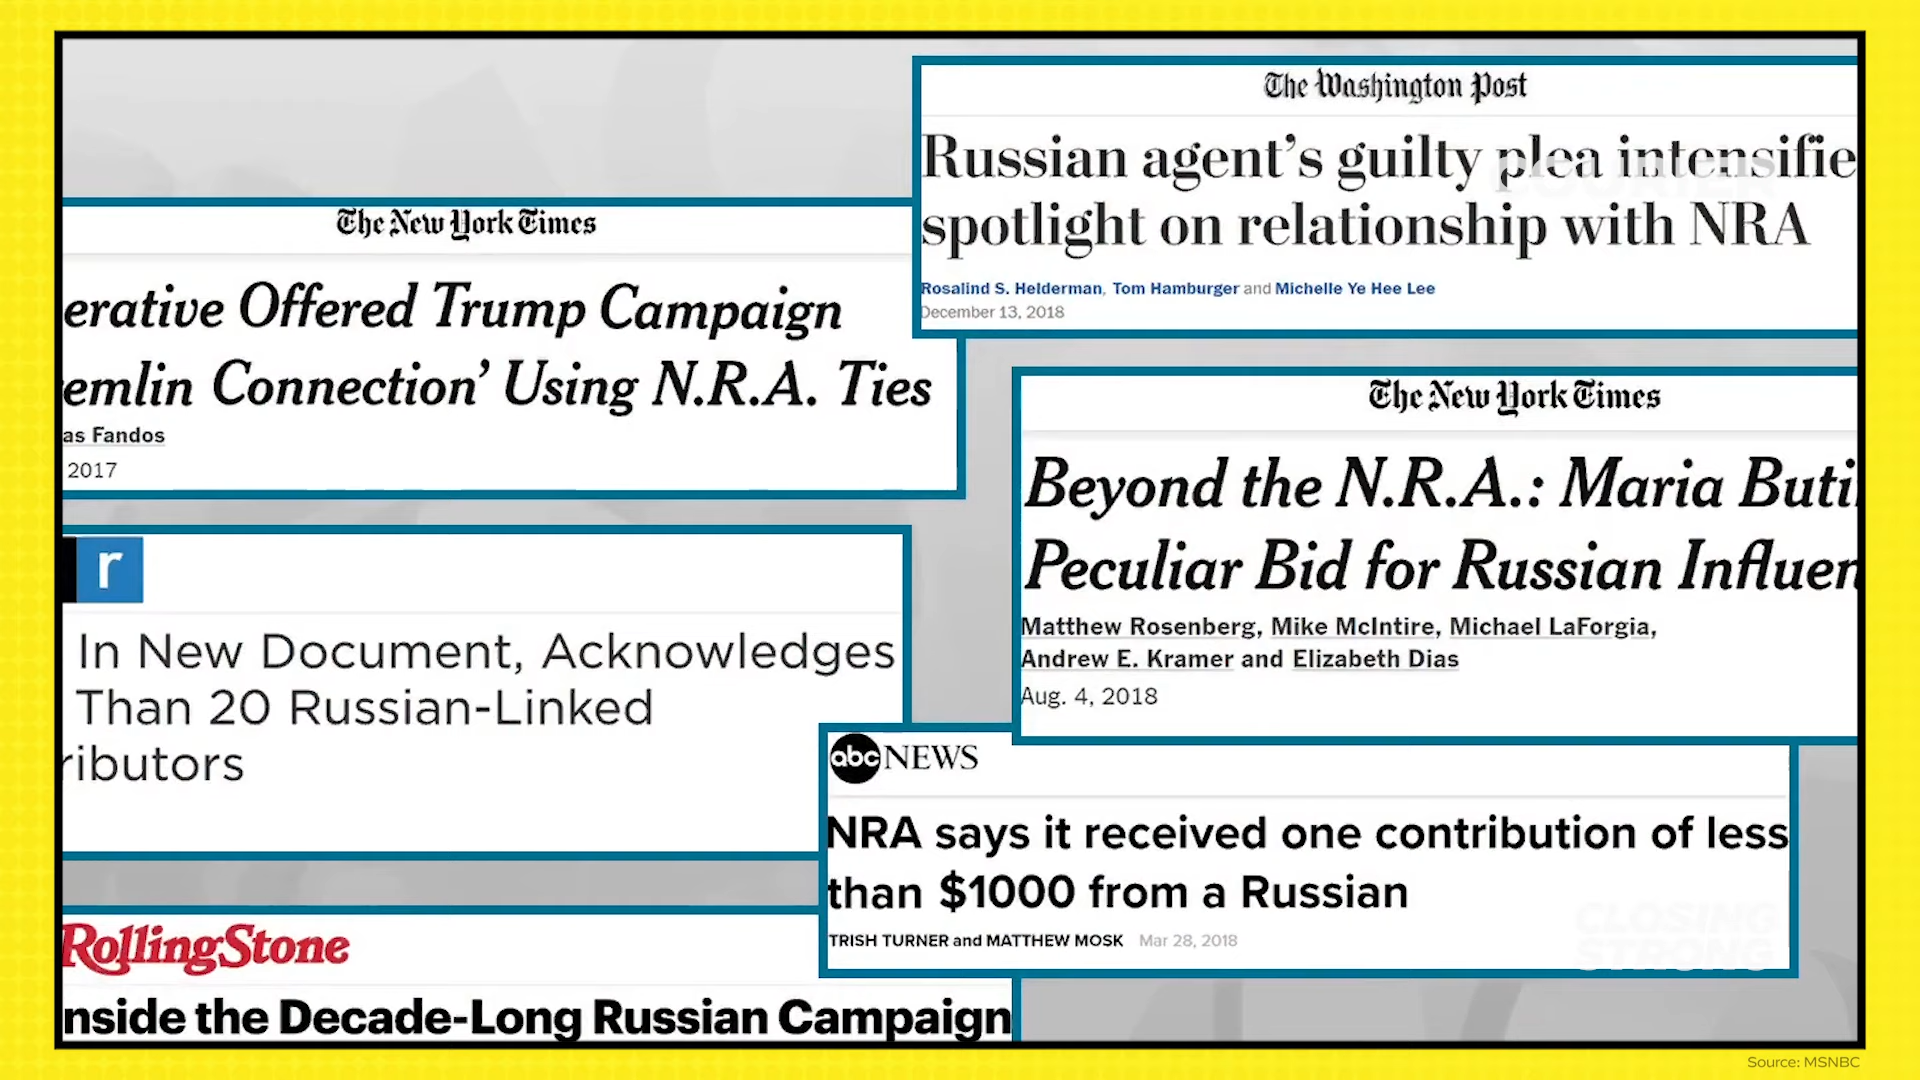 The Washington Post
Russian agent's guilty plea intensifie
spotlight on relationship with NRA
Rosalind S. Helderman, Tom Hamburger and Michelle Ye Hee Lee
December 13, 2018
The New York Times
erative Offered Trump Campaign
emlin Connection' Using N.R.A. Ties
as Fandos
2017
The New York Times
Beyond the N.R.A.: Maria Buti
Peculiar Bid for Russian Influen
Matthew Rosenberg, Mike McIntire, Michael LaForgia,
Andrew E. Kramer and Elizabeth Dias
Aug. 4, 2018
r
In New Document, Acknowledges
Than 20 Russian-Linked
ributors
abc NEWS
NRA says it received one contribution of less
than $1000 from a Russian
TRISH TURNER and MATTHEW MOSK Mar 28, 2018
RollingStone
nside the Decade-Long Russian Campaign
COURIER
CLOSING
STRONG
Source: MSNBC